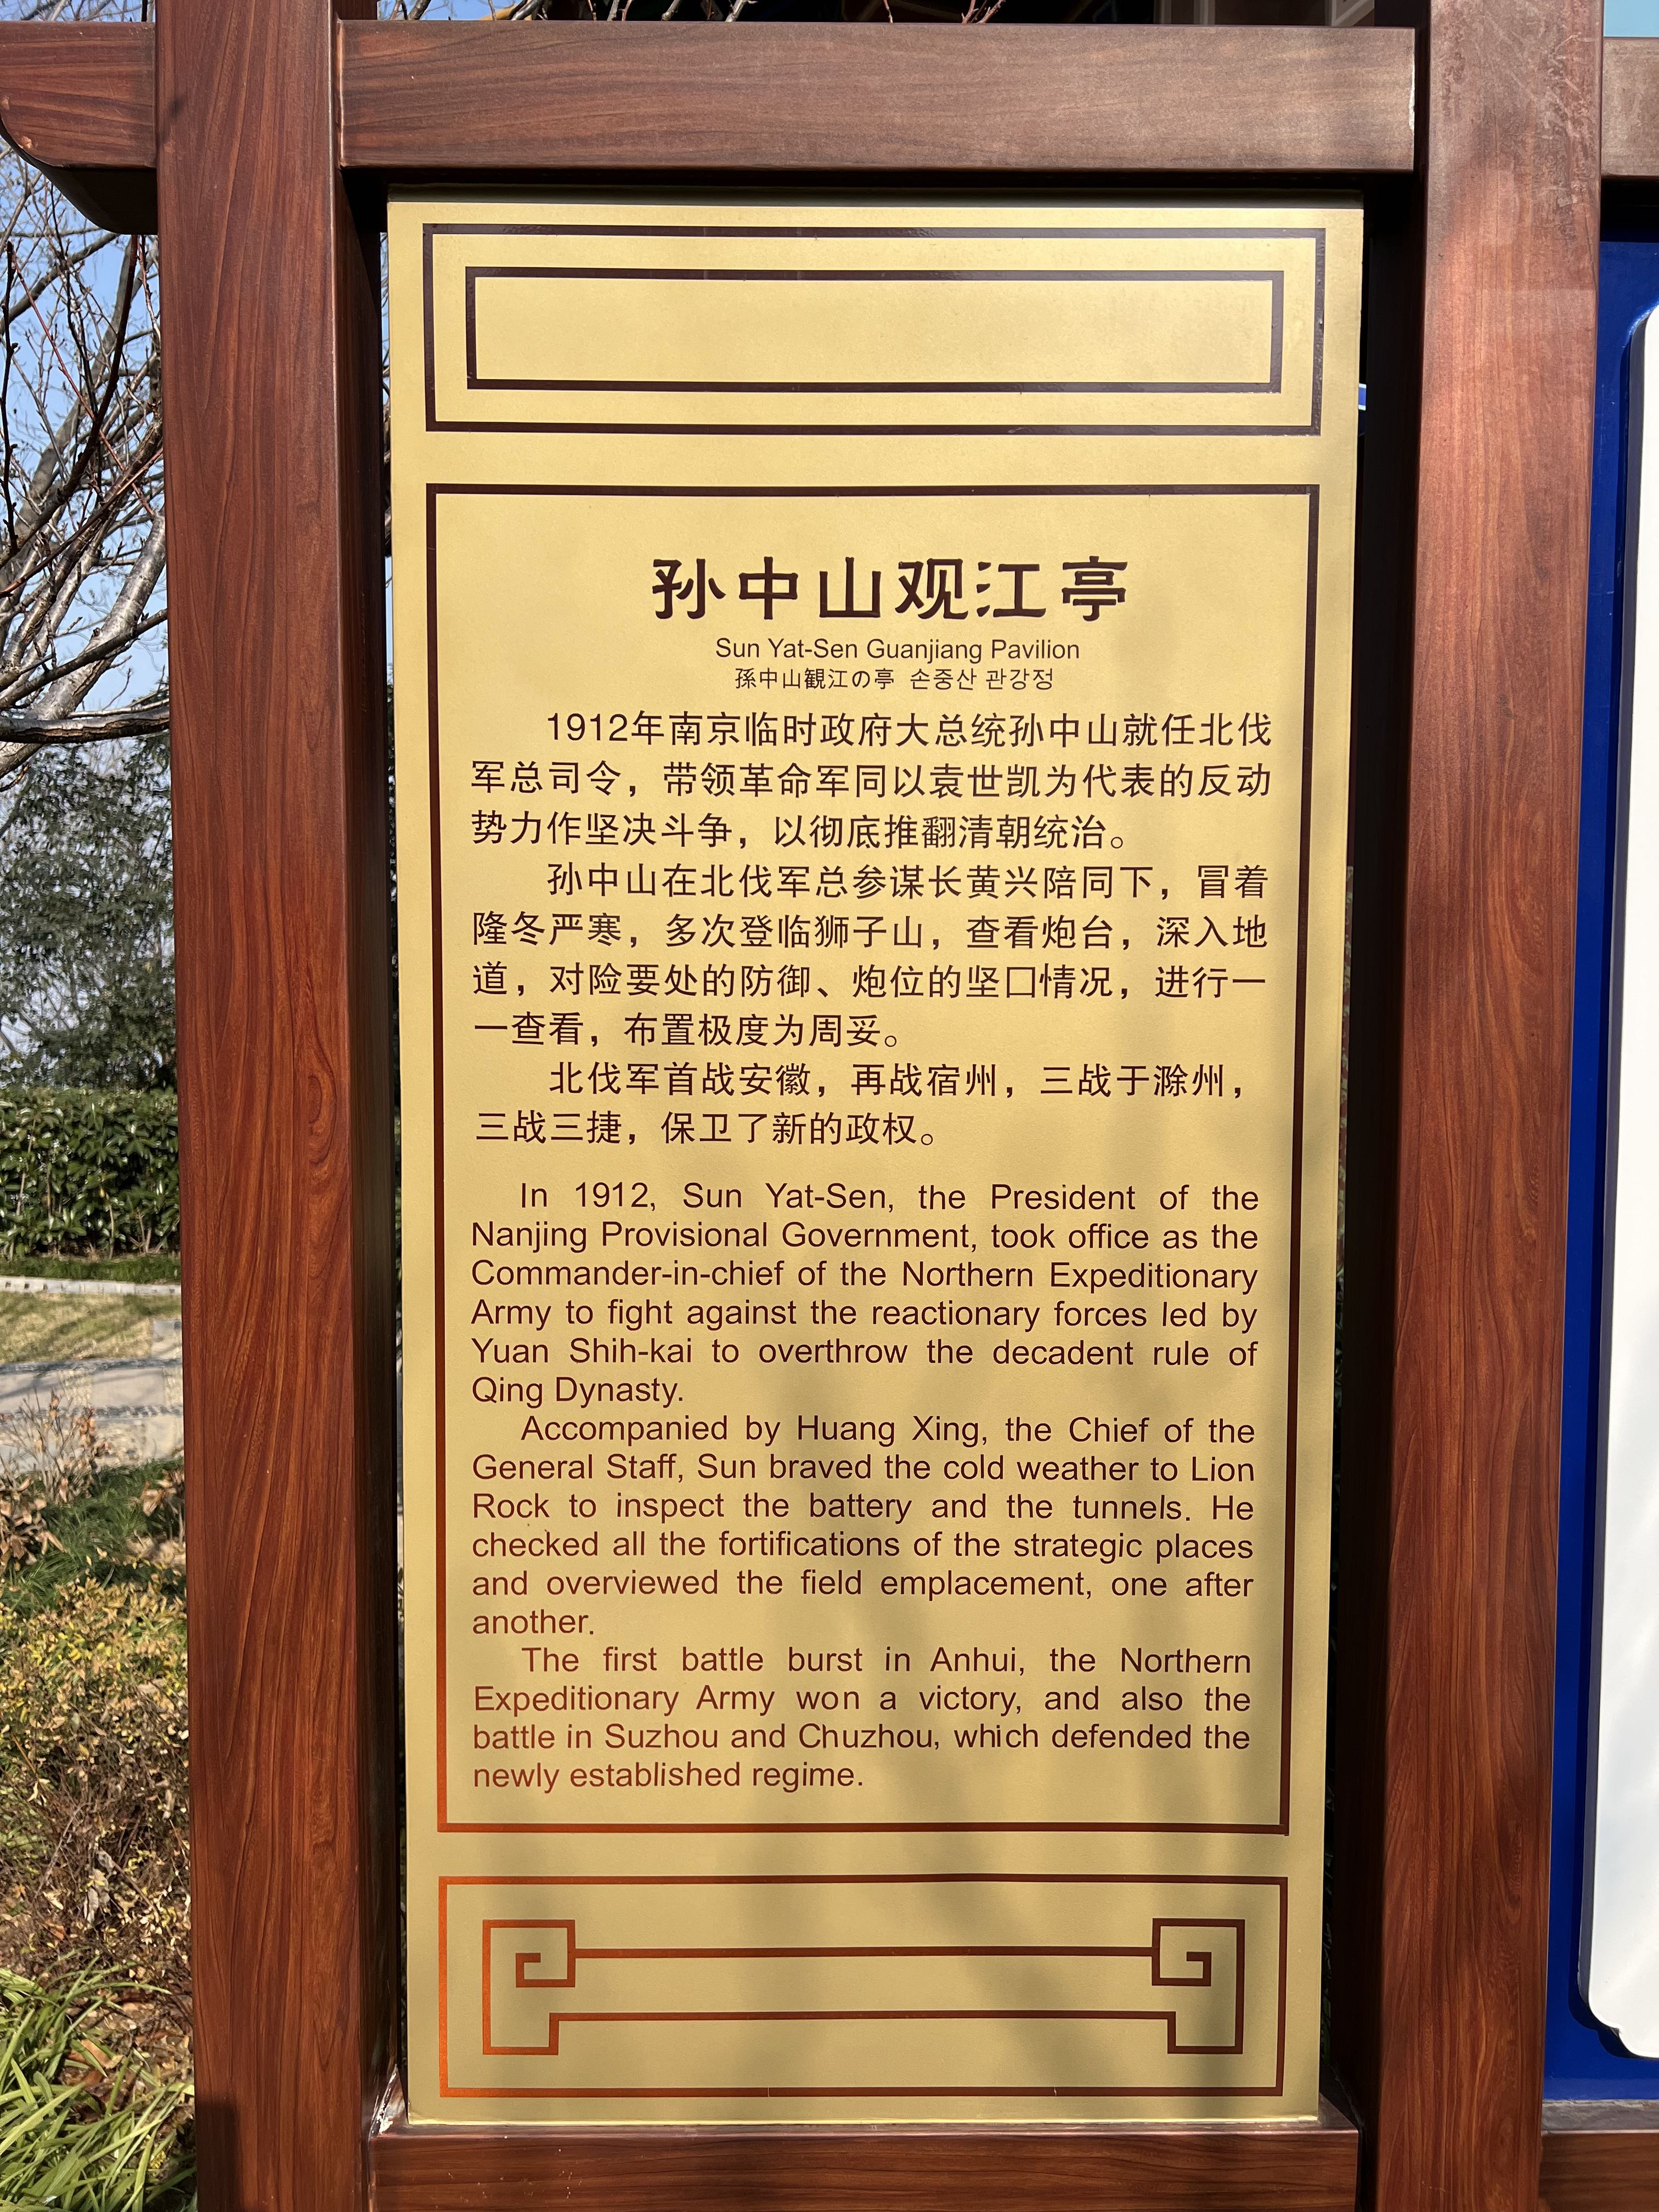 孙中山观江亭
Sun Yat-Sen Guanjiang Pavilion
孫中山観江の亭 손중산 관강정
1912年南京临时政府大总统孙中山就任北伐
军总司令，带领革命军同以袁世凯为代表的反动
势力作坚决斗争，以彻底推翻清朝统治。
孙中山在北伐军总参谋长黄兴陪同下，冒着
隆冬严寒，多次登临狮子山，查看炮台，深入地
道，对险要处的防御、炮位的坚囗情况，进行一
一查看，布置极度为周妥。
北伐军首战安徽，再战宿州，三战于滁州，
三战三捷，保卫了新的政权。
In 1912, Sun Yat-Sen, the President of the
Nanjing Provisional Government, took office as the
Commander-in-chief of the Northern Expeditionary
Army to fight against the reactionary forces led by
Yuan Shih-kai to overthrow the decadent rule of
Qing Dynasty.
Accompanied by Huang Xing, the Chief of the
General Staff, Sun braved the cold weather to Lion
Rock to inspect the battery and the tunnels. He
checked all the fortifications of the strategic places
and overviewed the field emplacement, one after
another.
The first battle burst in Anhui, the Northern
Expeditionary Army won a victory, and also the
battle in Suzhou and Chuzhou, which defended the
newly established regime.